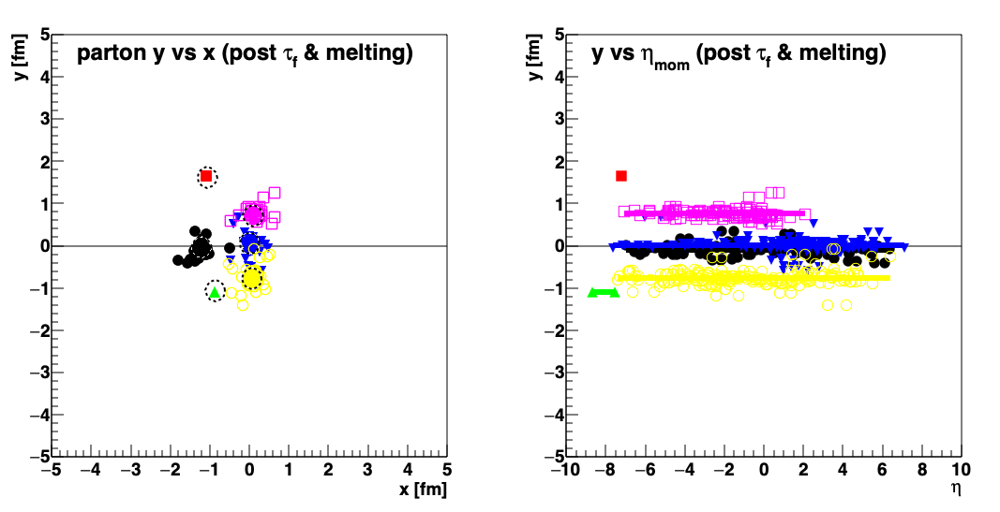 parton y vs x (post τf & melting)
y [fm]
5
4
3
2
1
0
−1
−2
−3
−4
−5
−5 −4 −3 −2 −1 0 1 2 3 4 5
x [fm]
y vs ηmom (post τf & melting)
y [fm]
5
4
3
2
1
0
−1
−2
−3
−4
−5
−10 −8 −6 −4 −2 0 2 4 6 8 10
η